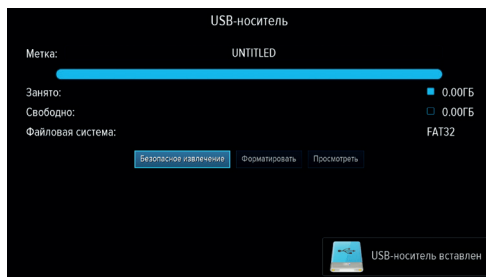 USB-носитель
Метка: UNTITLED
Занято: 0.00ГБ
Свободно: 0.00ГБ
Файловая система: FAT32
Безопасное извлечение Форматировать Просмотреть
USB-носитель вставлен